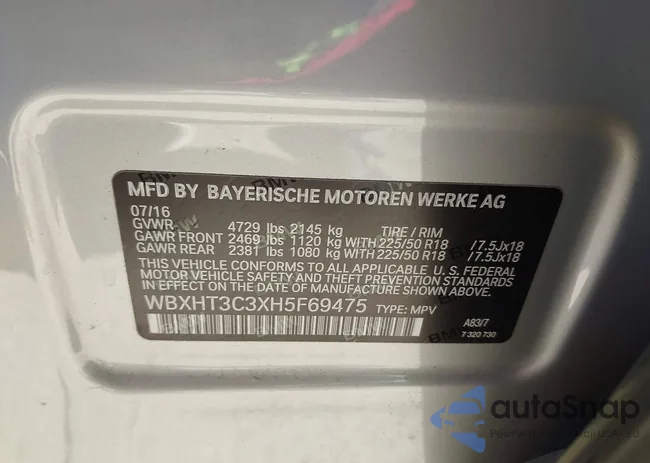 MFD BY BAYERISCHE MOTOREN WERKE AG
07/16
GVWR 4729 lbs 2145 kg TIRE / RIM
GAWR FRONT 2469 lbs 1120 kg WITH 225/50 R18 / 7.5Jx18
GAWR REAR 2381 lbs 1080 kg WITH 225/50 R18 / 7.5Jx18
THIS VEHICLE CONFORMS TO ALL APPLICABLE U.S. FEDERAL
MOTOR VEHICLE SAFETY AND THEFT PREVENTION STANDARDS
IN EFFECT ON THE DATE OF MANUFACTURE SHOWN ABOVE.
WBXHT3C3XH5F69475 TYPE: MPV
A83/7
7 320 730
autoSnap